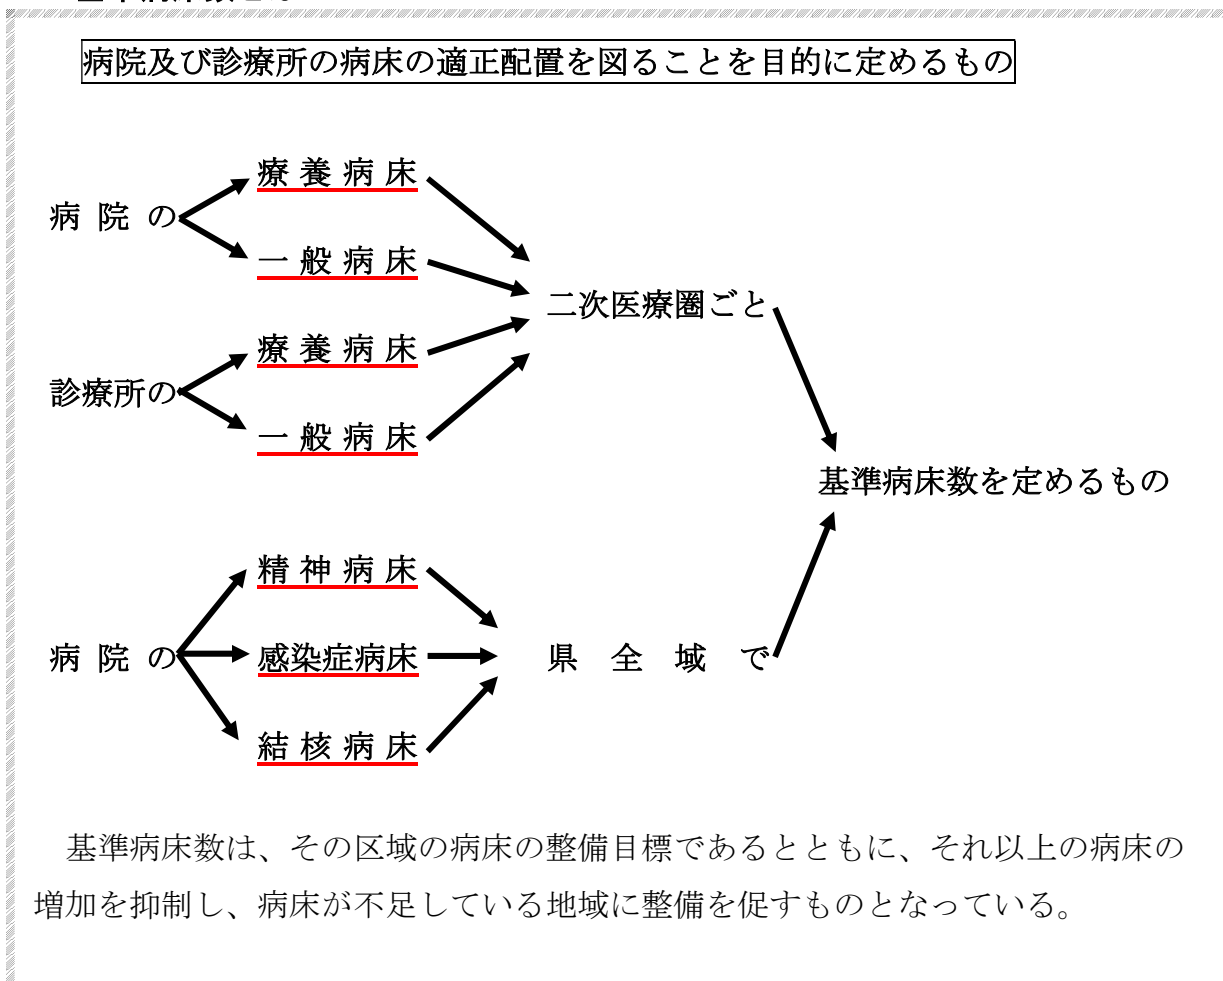 病院及び診療所の病床の適正配置を図ることを目的に定めるもの
療養病床
病院の
一般病床
二次医療圏ごと
療養病床
診療所の
一般病床
基準病床数を定めるもの
精神病床
病院の 感染症病床 県全域で
結核病床
基準病床数は、その区域の病床の整備目標であるとともに、それ以上の病床の
増加を抑制し、病床が不足している地域に整備を促すものとなっている。